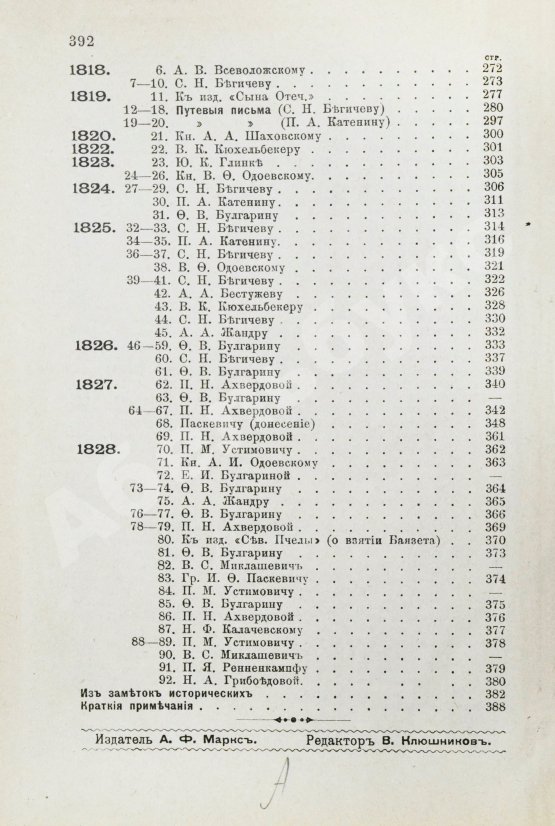 392
СТР.
1818. 6. А. В. Всеволожскому . . . . . . . . . . 272
7—10. С. Н. Бѣгичеву . . . . . . . . . . . . 273
1819. 11. Къ изд. «Сына Отеч.» . . . . . . . . . . 277
12—18. Путевыя письма (С. Н. Бѣгичеву) . . . . . . 280
19—20. » » (П. А. Катенину) . . . . . . 297
1820. 21. Кн. А. А. Шаховскому . . . . . . . . . . 300
1822. 22. В. К. Кюхельбекеру . . . . . . . . . . 301
1823. 23. Ю. К. Глинкѣ . . . . . . . . . . . . 303
24—26. Кн. В. Ѳ. Одоевскому. . . . . . . . . . 305
1824. 27—29. С. Н. Бѣгичеву . . . . . . . . . . . . 306
30. П. А. Катенину . . . . . . . . . . . . 311
31. Ѳ. В. Булгарину . . . . . . . . . . . . 313
1825. 32—33. С. Н. Бѣгичеву . . . . . . . . . . . . 314
34—35. П. А. Катенину. . . . . . . . . . . . 316
36—37. С. Н. Бѣгичеву . . . . . . . . . . . . 319
38. В. Ѳ. Одоевскому . . . . . . . . . . . 321
39—41. С. Н. Бѣгичеву . . . . . . . . . . . . 322
42. А. А. Бестужеву . . . . . . . . . . . . 326
43. В. К. Кюхельбекеру . . . . . . . . . . 328
44. С. Н. Бѣгичеву . . . . . . . . . . . . 330
45. А. А. Жандру . . . . . . . . . . . . 332
1826. 46—59. Ѳ. В. Булгарину . . . . . . . . . . . . 333
60. С. Н. Бѣгичеву . . . . . . . . . . . . 337
61. Ѳ. В. Булгарину . . . . . . . . . . . . 339
1827. 62. П. Н. Ахвердовой . . . . . . . . . . . 340
63. Ѳ. В. Булгарину . . . . . . . . . . . . —
64—67. П. Н. Ахвердовой . . . . . . . . . . . 342
68. Паскевичу (донесеніе) . . . . . . . . . . 348
69. П. Н. Ахвердовой . . . . . . . . . . . 361
1828. 70. П. М. Устимовичу . . . . . . . . . . . 362
71. Кн. А. И. Одоевскому . . . . . . . . . . 363
72. Е. И. Булгариной . . . . . . . . . . . —
73—74. Ѳ. В. Булгарину . . . . . . . . . . . . 364
75. А. А. Жандру . . . . . . . . . . . . 365
76—77. Ѳ. В. Булгарину . . . . . . . . . . . . 366
78—79. П. Н. Ахвердовой . . . . . . . . . . . 369
80. Къ изд. «Сѣв. Пчелы» (о взятіи Баязета) . . . 370
81. Ѳ. В. Булгарину . . . . . . . . . . . . 373
82. В. С. Миклашевичъ . . . . . . . . . . —
83. Гр. И. Ѳ. Паскевичу . . . . . . . . . . 374
84. П. М. Устимовичу . . . . . . . . . . . —
85. Ѳ. В. Булгарину . . . . . . . . . . . . 375
86. П. Н. Ахвердовой . . . . . . . . . . . 376
87. Н. Ф. Калачевскому . . . . . . . . . . 377
88—89. П. М. Устимовичу . . . . . . . . . . . 378
90. В. С. Миклашевичъ . . . . . . . . . . —
91. П. Я. Ренненкампфу . . . . . . . . . . 379
92. Н. А. Грибоѣдовой. . . . . . . . . . . 380
Изъ замѣтокъ историческихъ . . . . . . . . . . 382
Краткія примѣчанія . . . . . . . . . . . . . . 388
Издатель А. Ф. Марксъ. Редакторъ В. Клюшниковъ.
А